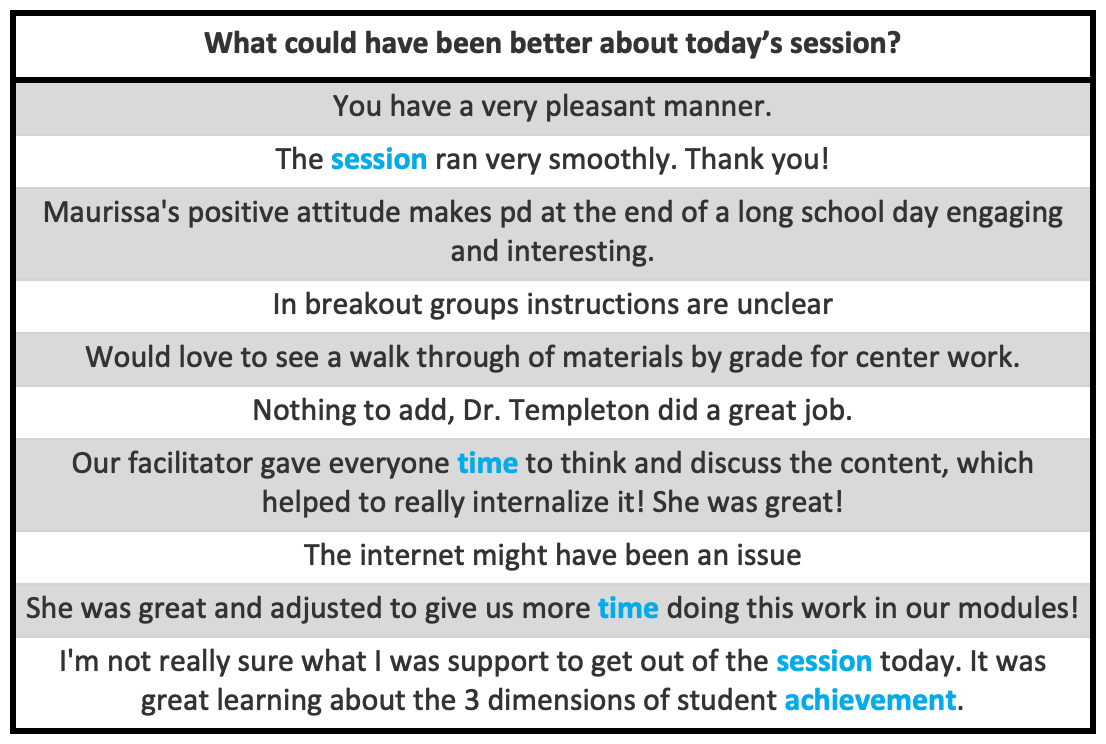 What could have been better about today’s session?
You have a very pleasant manner.
The session ran very smoothly. Thank you!
Maurissa's positive attitude makes pd at the end of a long school day engaging
and interesting.
In breakout groups instructions are unclear
Would love to see a walk through of materials by grade for center work.
Nothing to add, Dr. Templeton did a great job.
Our facilitator gave everyone time to think and discuss the content, which
helped to really internalize it! She was great!
The internet might have been an issue
She was great and adjusted to give us more time doing this work in our modules!
I'm not really sure what I was support to get out of the session today. It was
great learning about the 3 dimensions of student achievement.